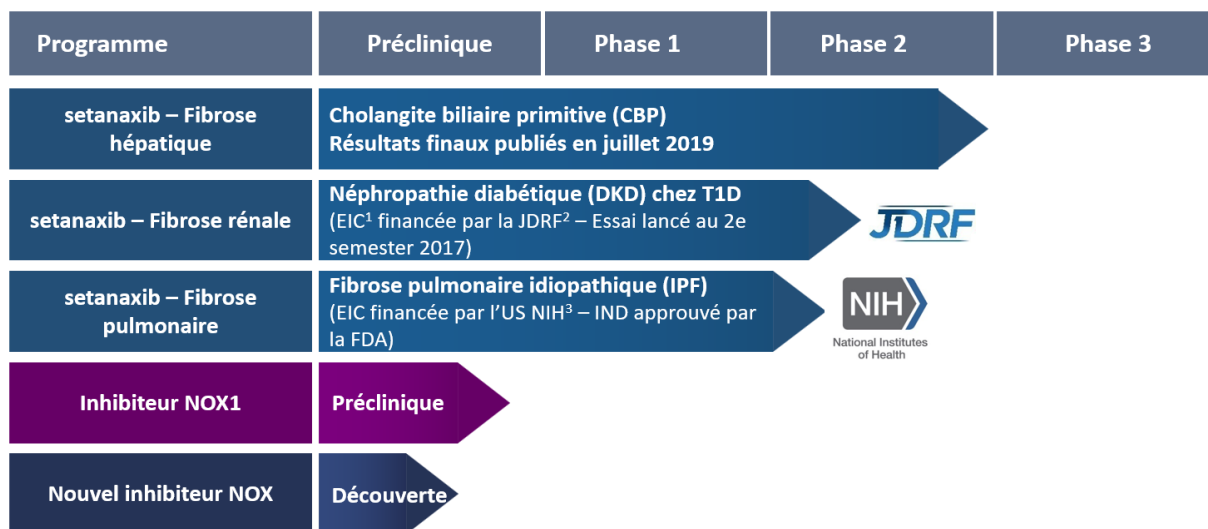 Programme
Préclinique
Phase 1
Phase 2
Phase 3
setanaxib – Fibrose
hépatique
Cholangite biliaire primitive (CBP)
Résultats finaux publiés en juillet 2019
setanaxib – Fibrose rénale
Néphropathie diabétique (DKD) chez T1D
(EIC¹ financée par la JDRF² – Essai lancé au 2e
semester 2017)
JDRF
setanaxib – Fibrose
pulmonaire
Fibrose pulmonaire idiopathique (IPF)
(EIC financée par l’US NIH³ – IND approuvé par
la FDA)
NIH
National Institutes
of Health
Inhibiteur NOX1
Préclinique
Nouvel inhibiteur NOX
Découverte